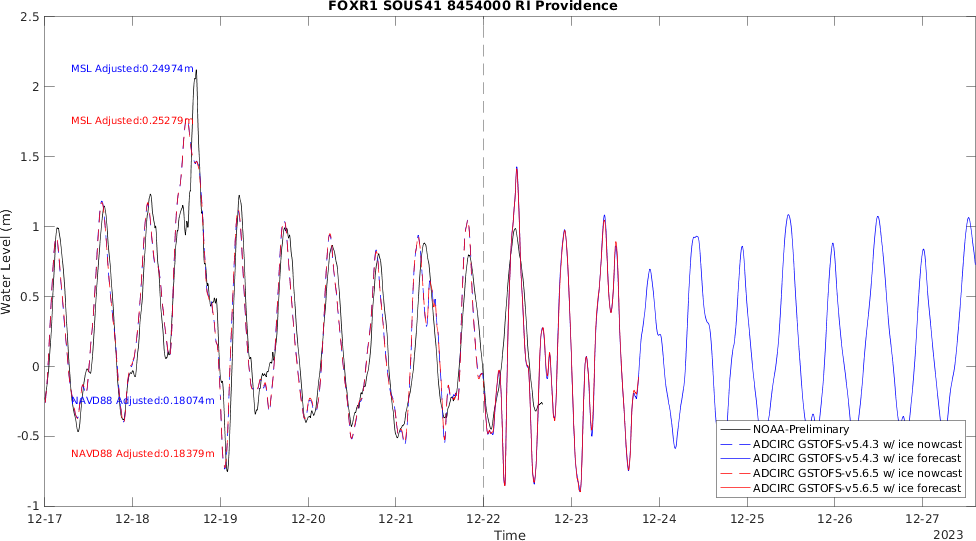 FOXR1 SOUS41 8454000 RI Providence
2.5
2
1.5
1
0.5
0
-0.5
-1
Water Level (m)
MSL Adjusted:0.24974m
MSL Adjusted:0.25279m
NAVD88 Adjusted:0.18074m
NAVD88 Adjusted:0.18379m
NOAA-Preliminary
ADCIRC GSTOFS-v5.4.3 w/ ice nowcast
ADCIRC GSTOFS-v5.4.3 w/ ice forecast
ADCIRC GSTOFS-v5.6.5 w/ ice nowcast
ADCIRC GSTOFS-v5.6.5 w/ ice forecast
12-17 12-18 12-19 12-20 12-21 12-22 12-23 12-24 12-25 12-26 12-27
Time
2023